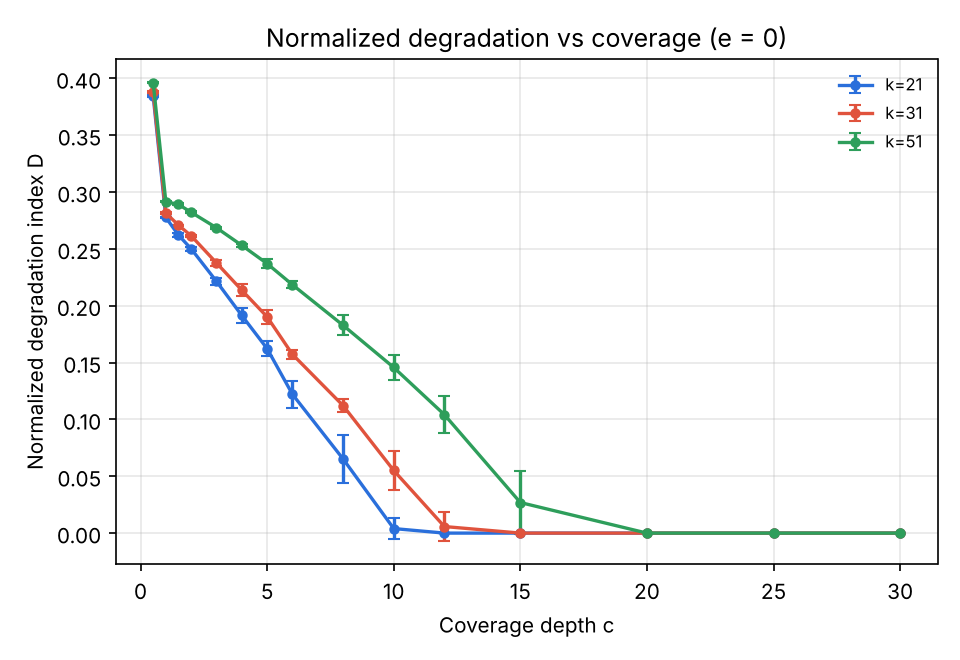 Normalized degradation vs coverage (e = 0)
k=21
k=31
k=51
Normalized degradation index D
0.40
0.35
0.30
0.25
0.20
0.15
0.10
0.05
0.00
0 5 10 15 20 25 30
Coverage depth c